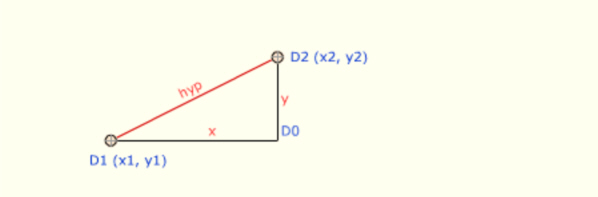 D2 (x2, y2)
hyp
y
x
D0
D1 (x1, y1)